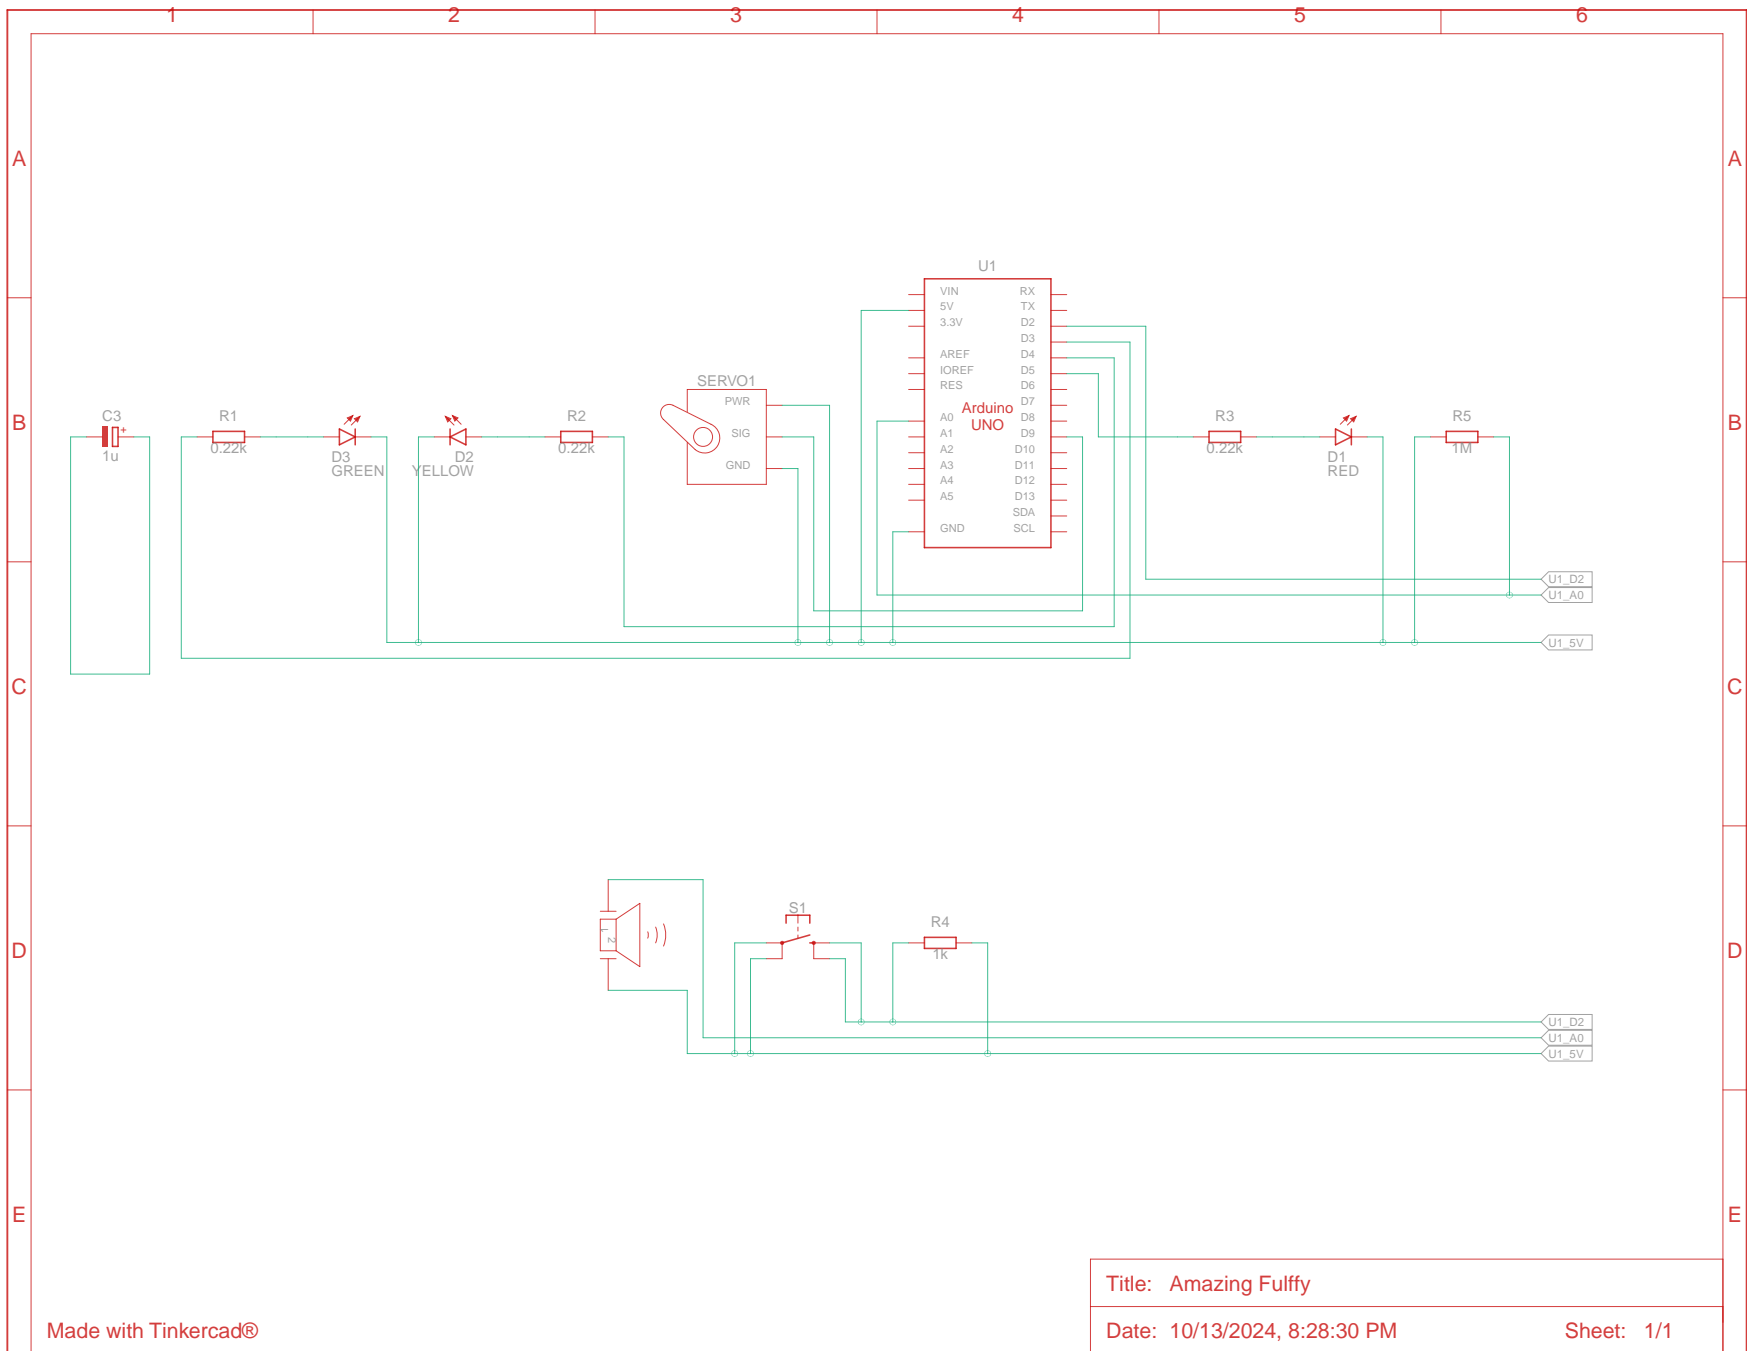 1 2 3 4 5 6
A A
U1
VIN RX
5V TX
3.3V D2
D3
AREF D4
IOREF D5
RES D6
D7
A0 D8
A1 D9
A2 D10
A3 D11
A4 D12
A5 D13
SDA
GND SCL
Arduino
UNO
SERVO1
PWR
SIG
GND
B B
C3
+
1u
R1
0.22k
D3
GREEN
D2
YELLOW
R2
0.22k
R3
0.22k
D1
RED
R5
1M
U1_D2
U1_A0
U1_5V
C C
1
2
S1
R4
1k
D D
U1_D2
U1_A0
U1_5V
E E
Title: Amazing Fulffy
Made with Tinkercad®
Date: 10/13/2024, 8:28:30 PM Sheet: 1/1